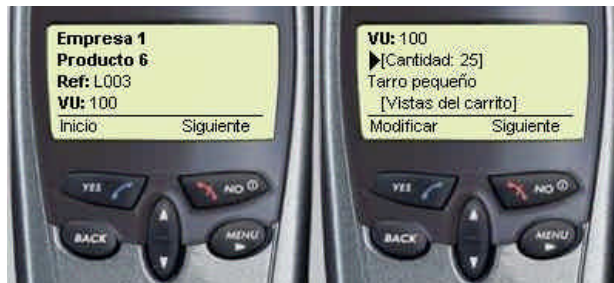 Empresa 1
Producto 6
Ref: L003
VU: 100
Inicio Siguiente
YES NO
BACK MENU
VU: 100
[Cantidad: 25]
Tarro pequeño
[Vistas del carrito]
Modificar Siguiente
YES NO
BACK MENU